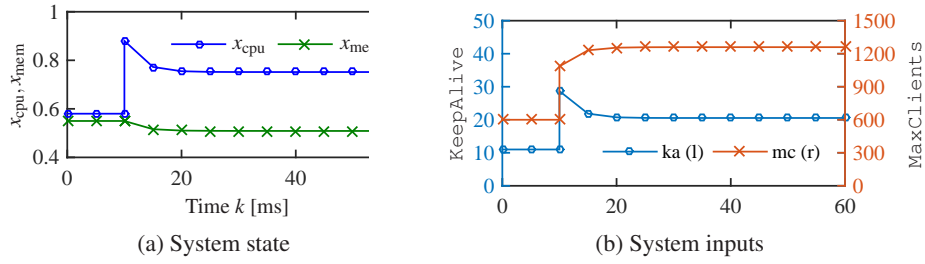 1
0.8
0.6
0.4
x_cpu, x_mem
x_cpu
x_me
0
20
40
Time k [ms]
(a) System state
50
40
30
20
10
0
KeepAlive
1500
1200
900
600
300
0
MaxClients
ka (l)
mc (r)
0
20
40
60
(b) System inputs